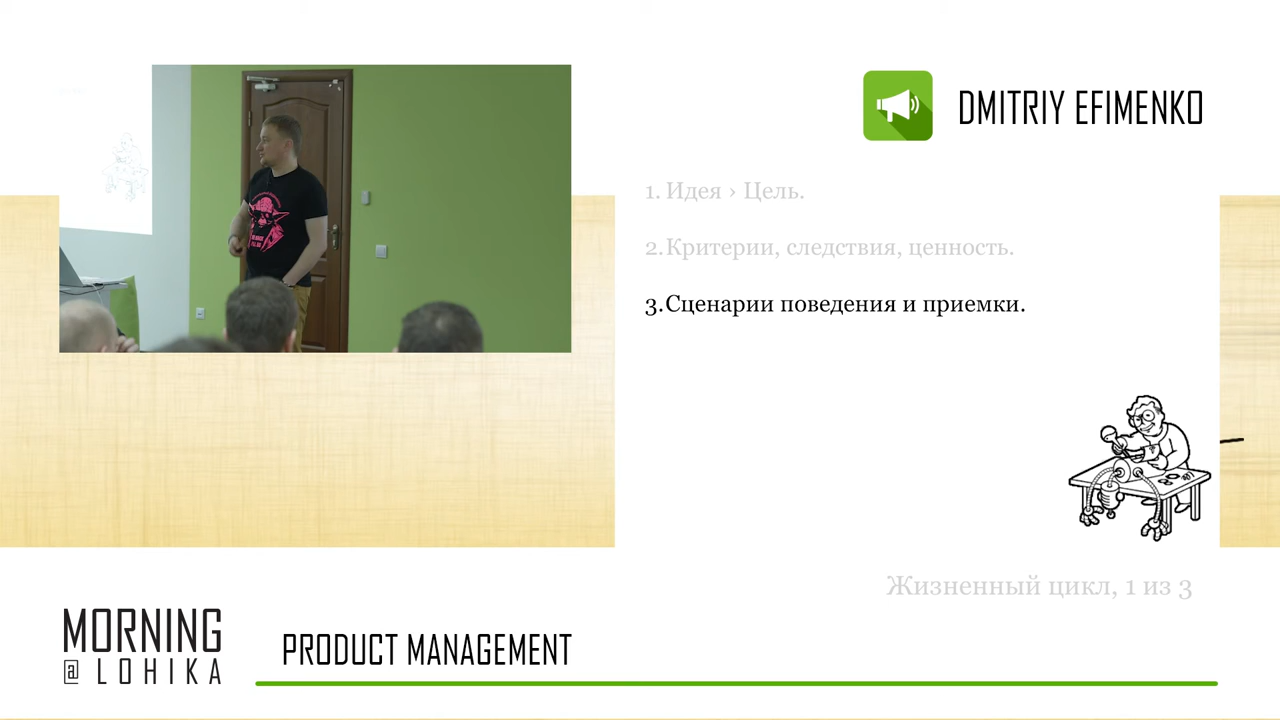 DMITRIY EFIMENKO
1. Идея › Цель.
2.Критерии, следствия, ценность.
3.Сценарии поведения и приемки.
Жизненный цикл, 1 из 3
MORNING
@ LOHIKA
PRODUCT MANAGEMENT